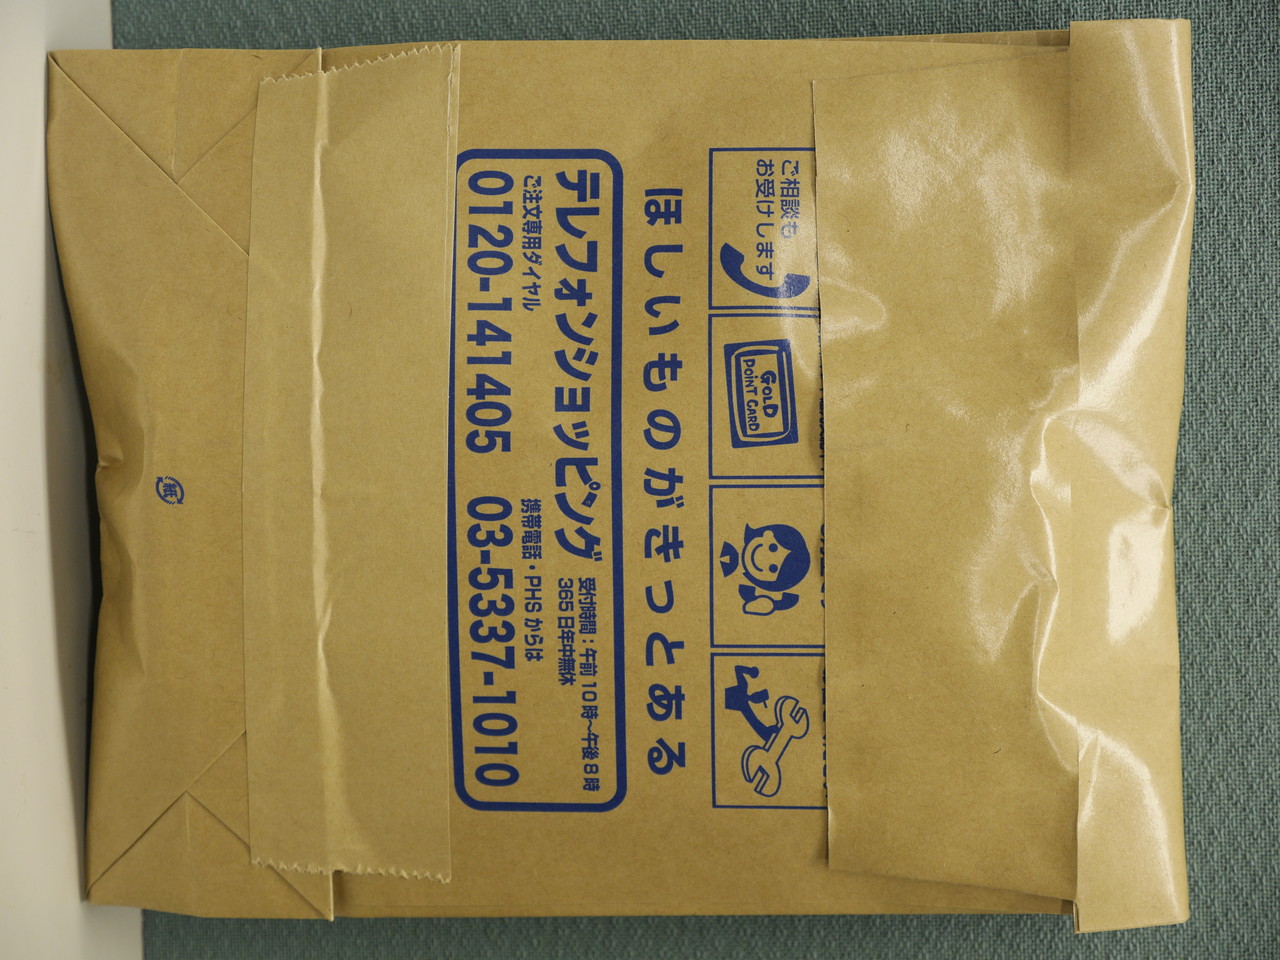 ご相談も
お受けします
GOLD
POINT CARD
ほしいものがきっとある
テレフォンショッピング
受付時間：午前10時〜午後8時
365日年中無休
ご注文専用ダイヤル
0120-141405
携帯電話・PHSからは
03-5337-1010
紙